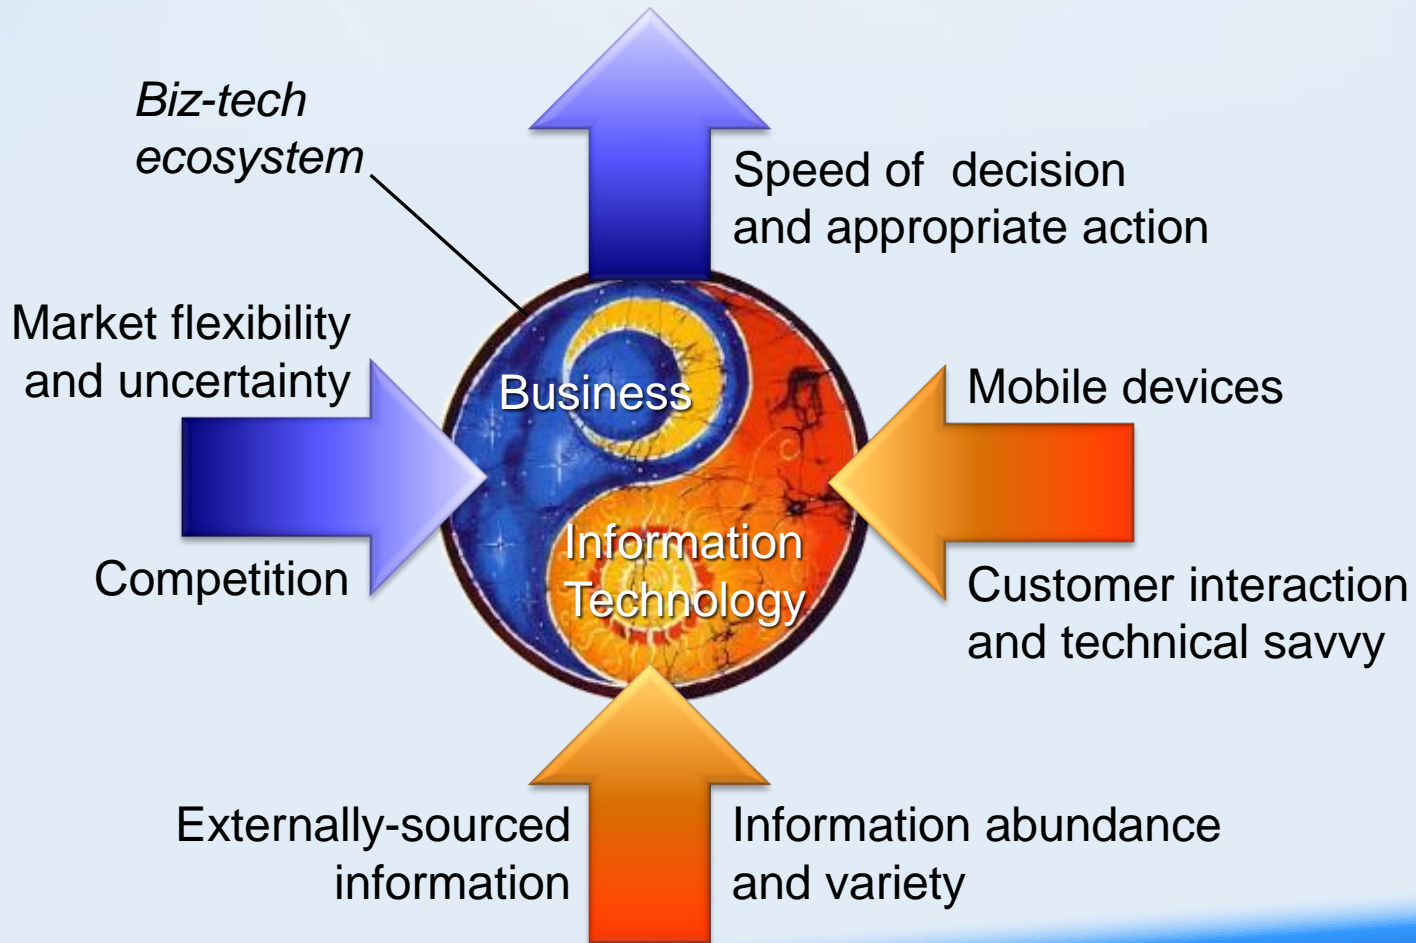 Biz-tech
ecosystem
Speed of  decision
and appropriate action
Market flexibility
and uncertainty
Mobile devices
Business
Information
Technology
Competition
Customer interaction
and technical savvy
Externally-sourced
information
Information abundance
and variety